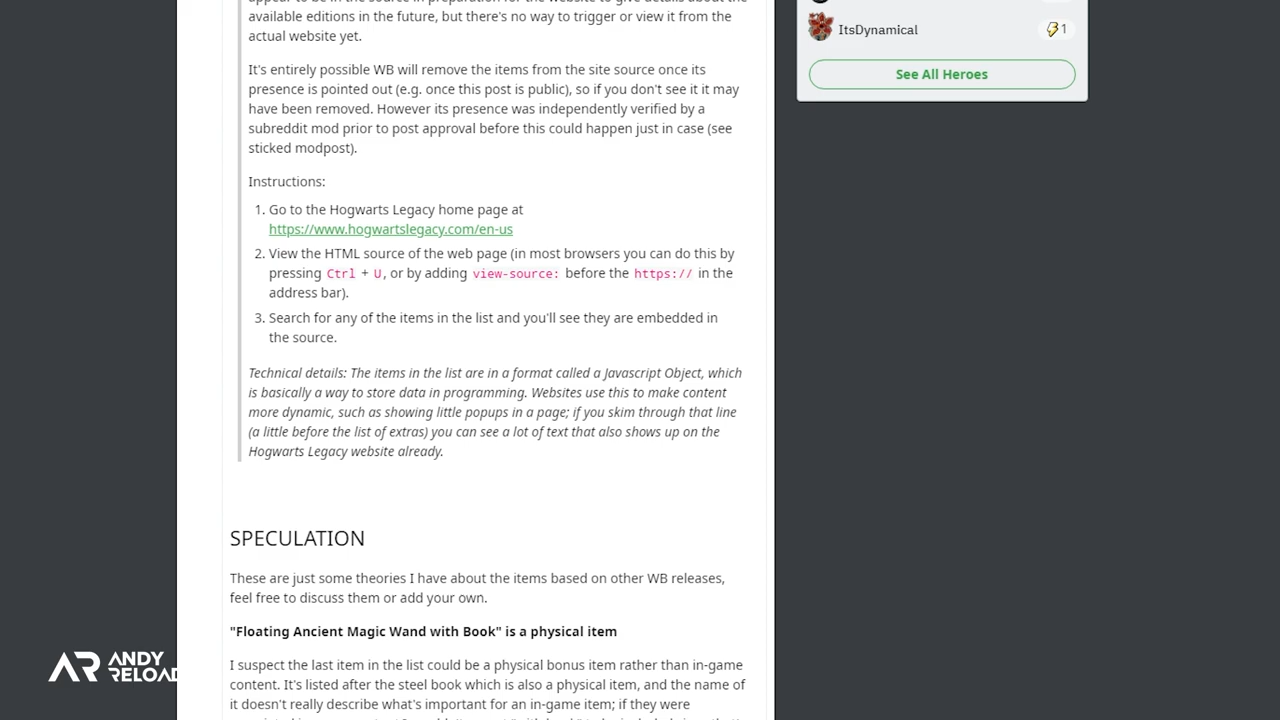 available editions in the future, but there's no way to trigger or view it from the
actual website yet.
It's entirely possible WB will remove the items from the site source once its
presence is pointed out (e.g. once this post is public), so if you don't see it it may
have been removed. However its presence was independently verified by a
subreddit mod prior to post approval before this could happen just in case (see
sticked modpost).
Instructions:
1. Go to the Hogwarts Legacy home page at
https://www.hogwartslegacy.com/en-us
2. View the HTML source of the web page (in most browsers you can do this by
pressing Ctrl + U, or by adding view-source: before the https:// in the
address bar).
3. Search for any of the items in the list and you'll see they are embedded in
the source.
Technical details: The items in the list are in a format called a Javascript Object, which
is basically a way to store data in programming. Websites use this to make content
more dynamic, such as showing little popups in a page; if you skim through that line
(a little before the list of extras) you can see a lot of text that also shows up on the
Hogwarts Legacy website already.
SPECULATION
These are just some theories I have about the items based on other WB releases,
feel free to discuss them or add your own.
"Floating Ancient Magic Wand with Book" is a physical item
I suspect the last item in the list could be a physical bonus item rather than in-game
content. It's listed after the steel book which is also a physical item, and the name of
it doesn't really describe what's important for an in-game item; if they were
ItsDynamical
1
See All Heroes
AR ANDY
RELOAD